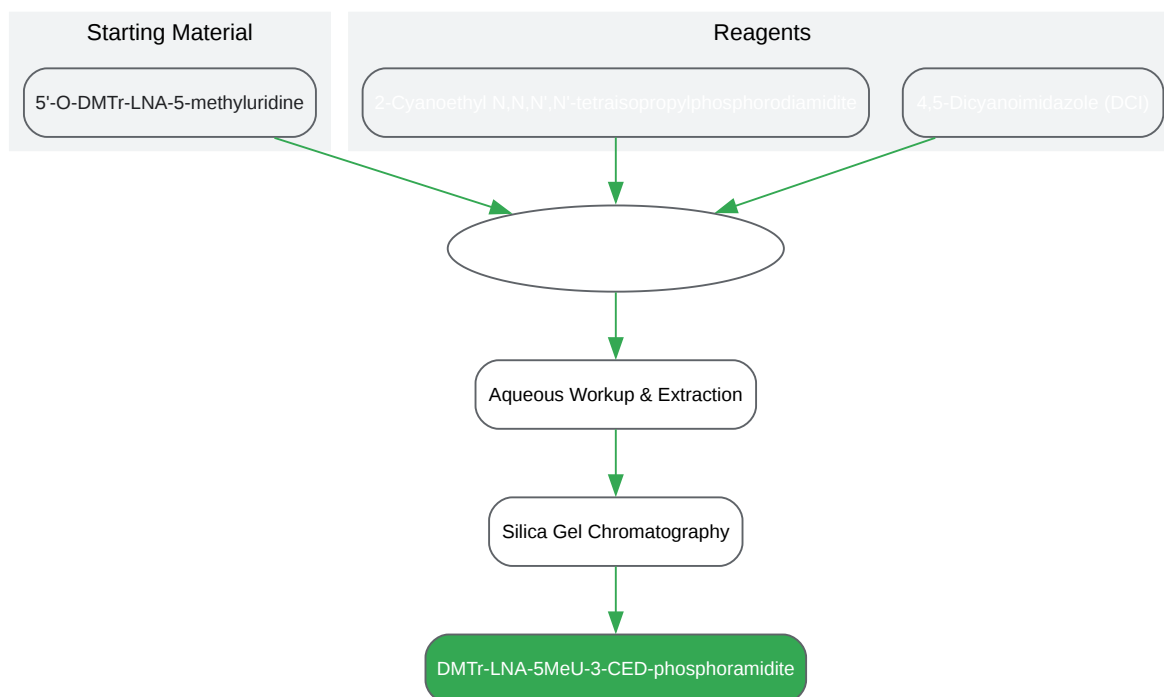 Starting Material
Reagents
5'-O-DMTr-LNA-5-methyluridine
2-Cyanoethyl N,N,N',N'-tetraisopropylphosphorodiamidite
4,5-Dicyanoimidazole (DCI)
Aqueous Workup & Extraction
Silica Gel Chromatography
DMTr-LNA-5MeU-3-CED-phosphoramidite